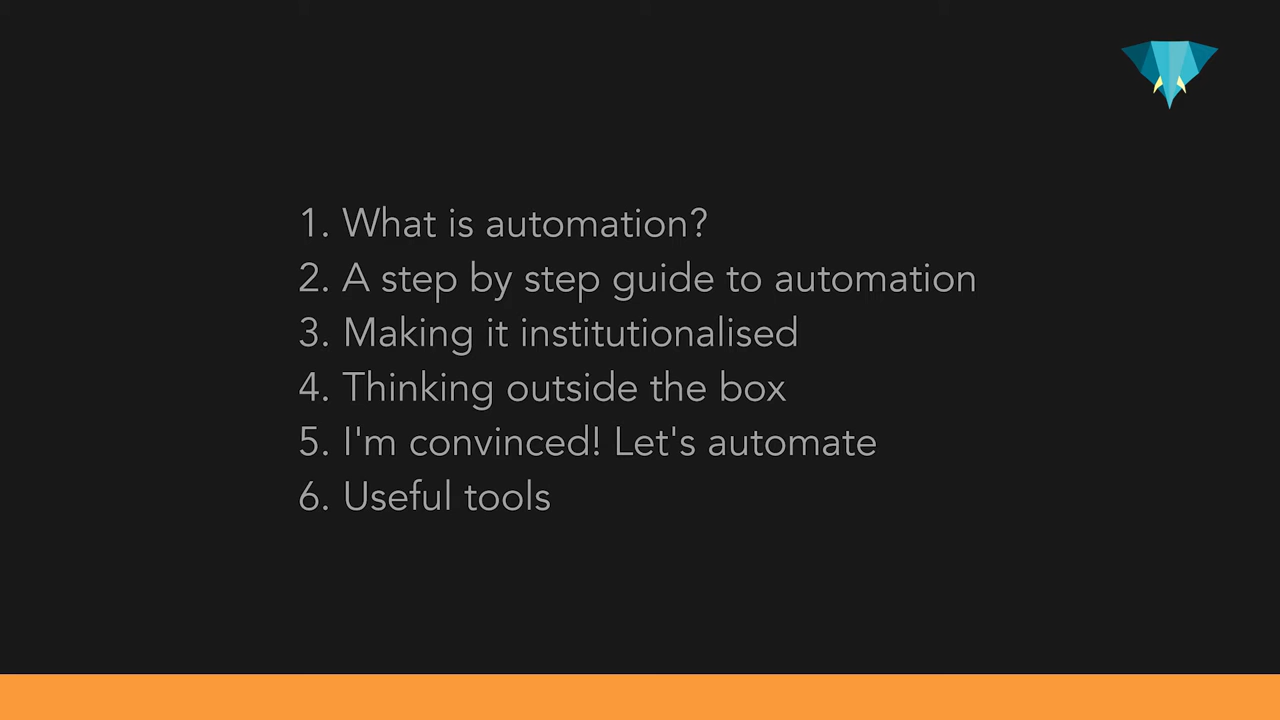 1. What is automation?
2. A step by step guide to automation
3. Making it institutionalised
4. Thinking outside the box
5. I'm convinced! Let's automate
6. Useful tools